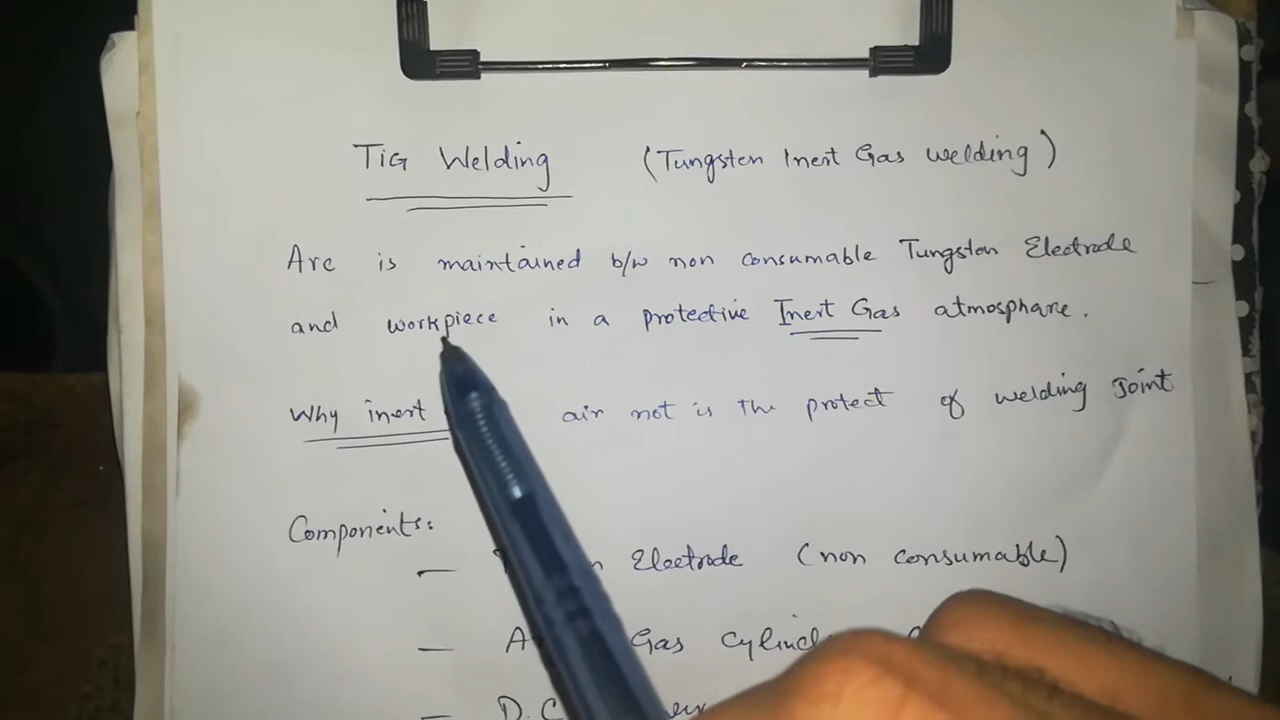 TIG Welding (Tungsten Inert Gas welding)
Arc is maintained b/w non consumable Tungsten Electrode
and workpiece in a protective Inert Gas atmosphare.
Why inert air not is the protect of welding Joint
Components:
— Electrode (non consumable)
— Gas
— D.C